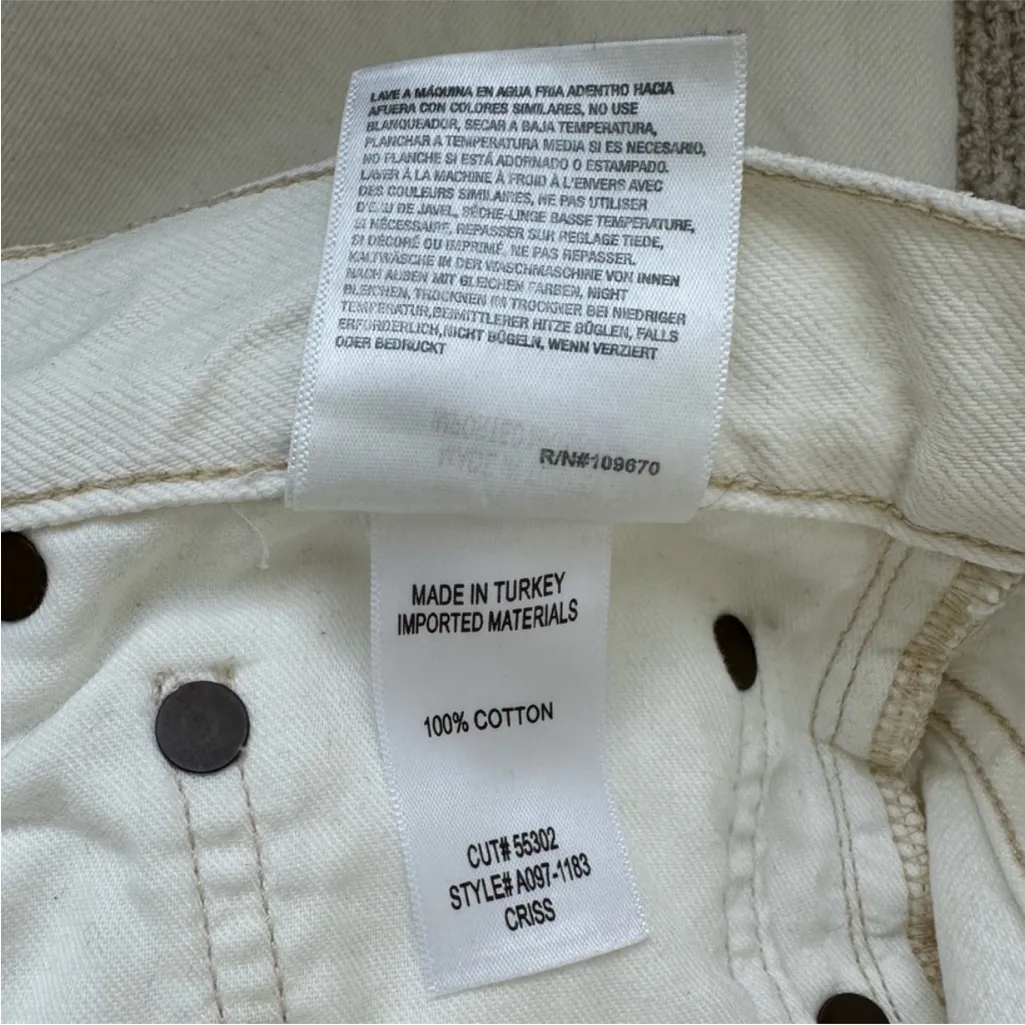 LAVE A MÁQUINA EN AGUA FRIA ADENTRO HACIA
AFUERA CON COLORES SIMILARES, NO USE
BLANQUEADOR, SECAR A BAJA TEMPERATURA,
PLANCHAR A TEMPERATURA MEDIA SI ES NECESARIO,
NO PLANCHE SI ESTÁ ADORNADO O ESTAMPADO.
LAVER À LA MACHINE À FROID À L'ENVERS AVEC
DES COULEURS SIMILAIRES, NE PAS UTILISER
D'EAU DE JAVEL, SÈCHE-LINGE BASSE TEMPERATURE,
SI NÉCESSAIRE, REPASSER SUR REGLAGE TIEDE,
SI DÉCORÉ OU IMPRIMÉ, NE PAS REPASSER.
KALTWÄSCHE IN DER WASCHMASCHINE VON INNEN
NACH AUßEN MIT GLEICHEN FARBEN, NIGHT
BLEICHEN, TROCKNEN IM TROCKNER BEI NIEDRIGER
TEMPERATUR,BEIMITTLERER HITZE BÜGLEN, FALLS
ERFORDERLICH,NICHT BÜGELN, WENN VERZIERT
ODER BEDRUCKT
R/N#109670
MADE IN TURKEY
IMPORTED MATERIALS
100% COTTON
CUT# 55302
STYLE# A097-1183
CRISS